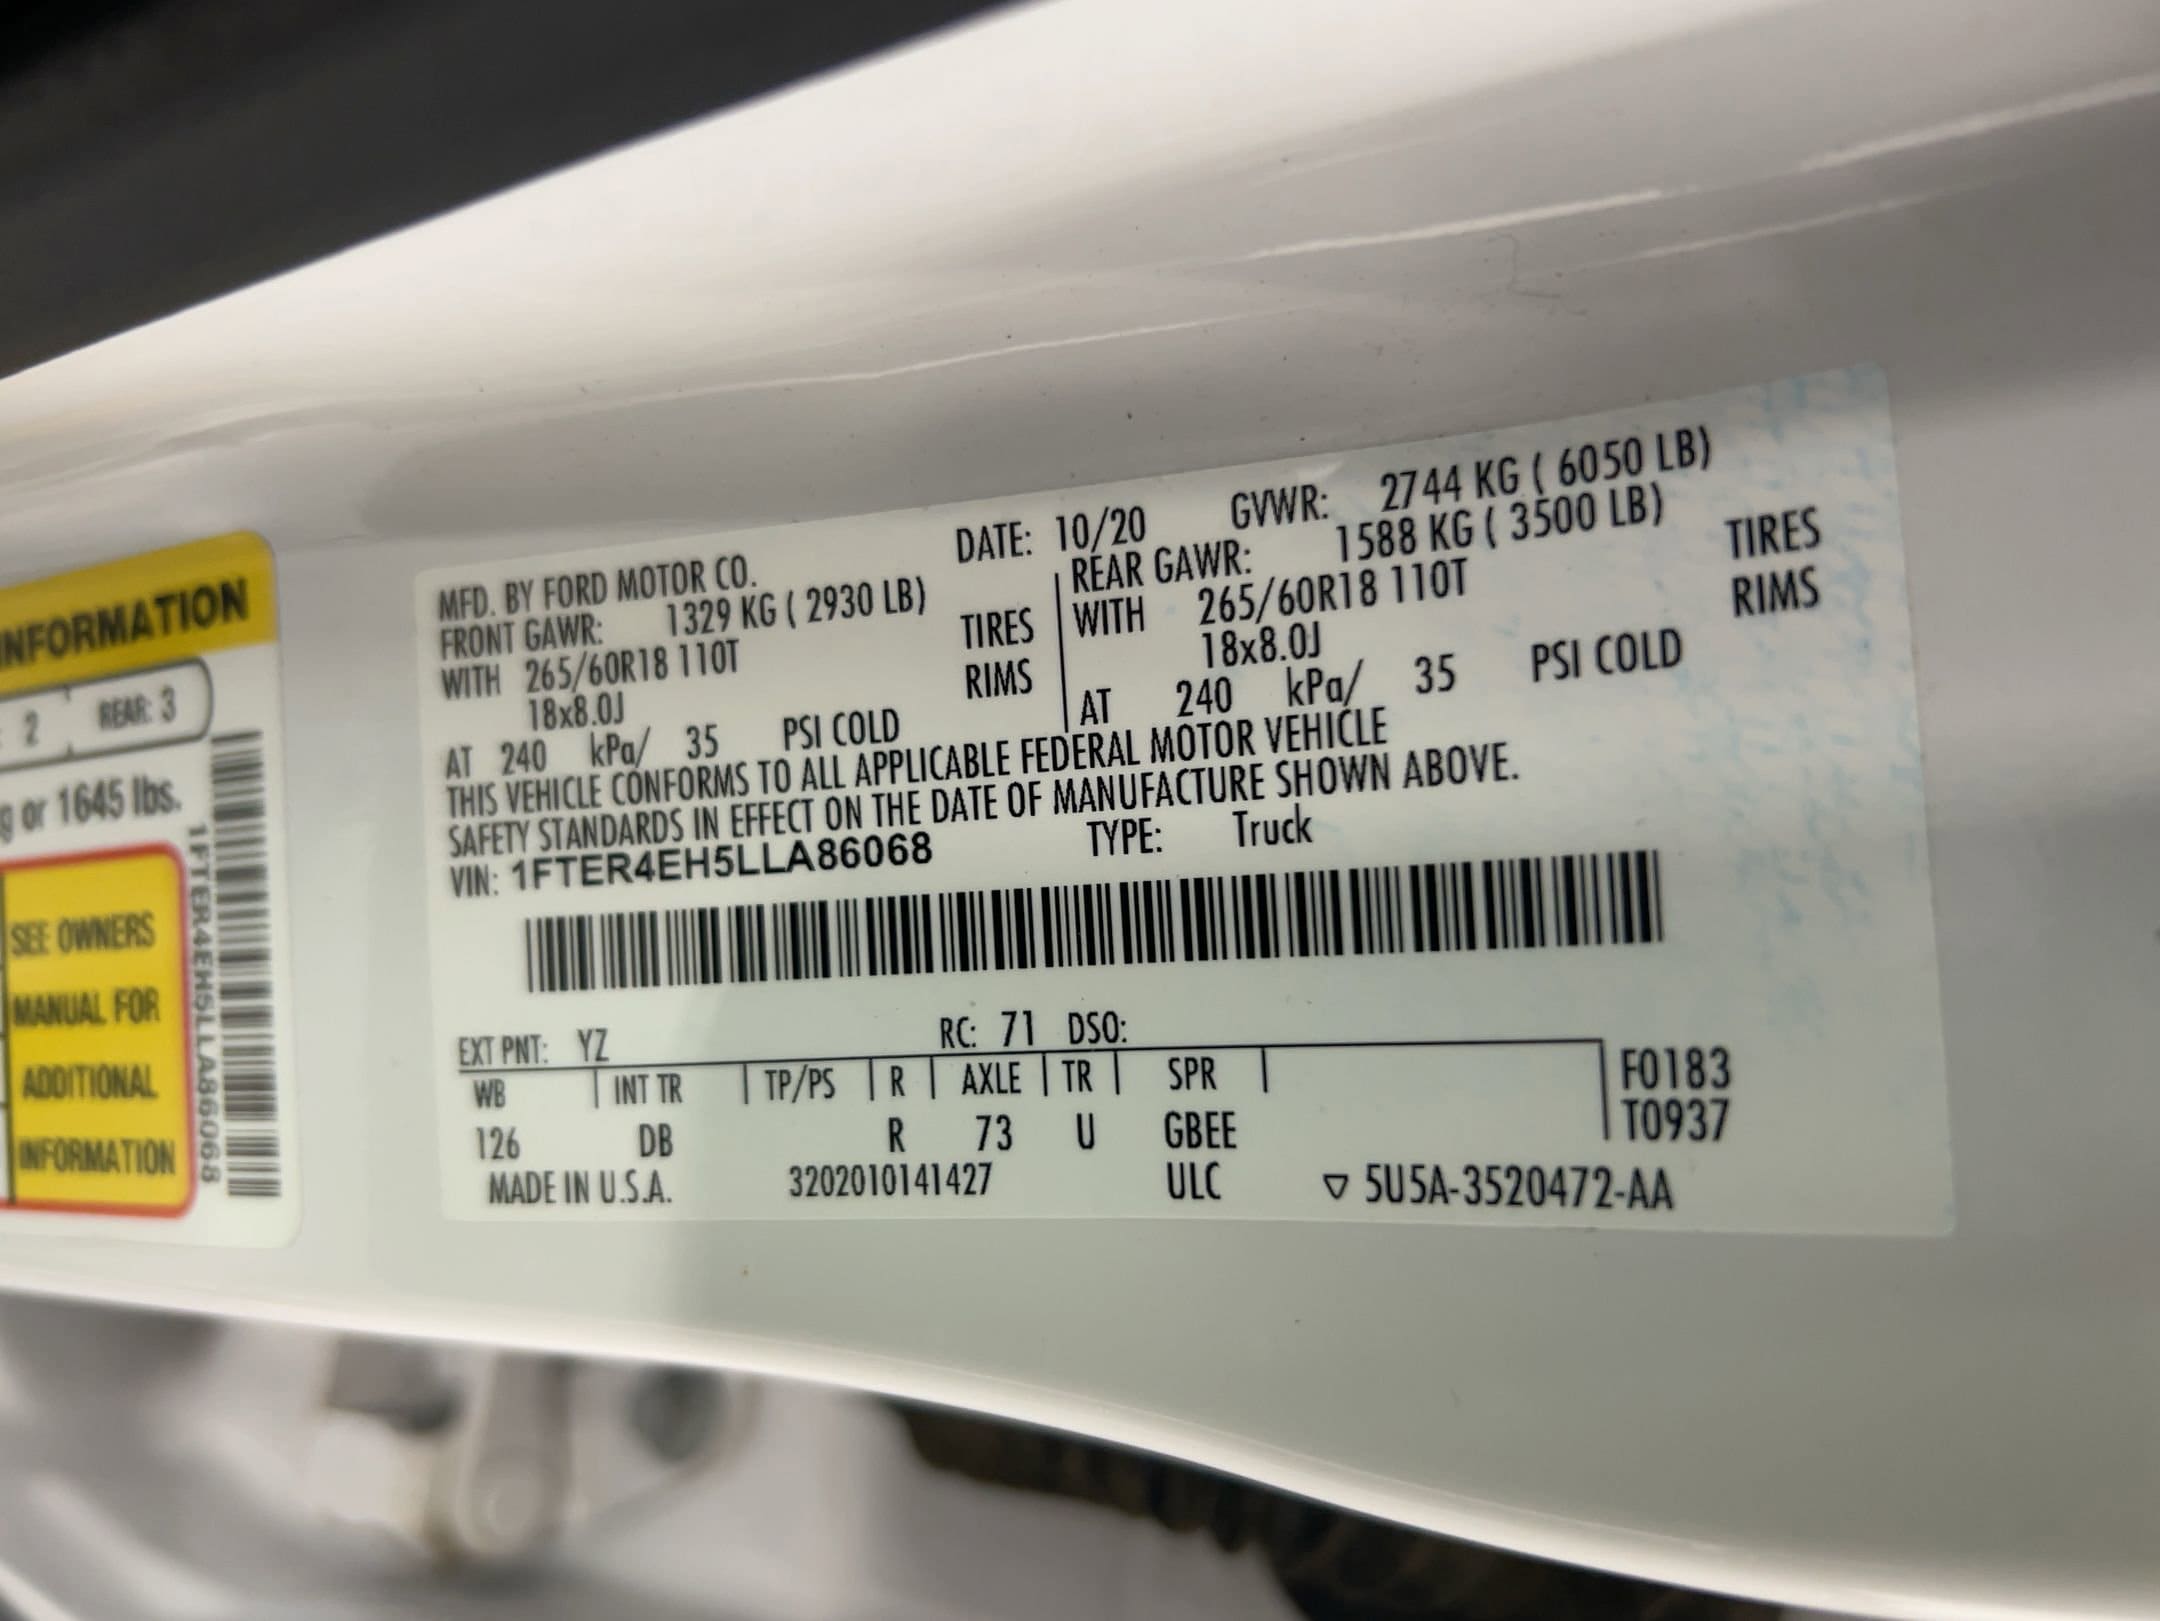 INFORMATION
2 REAR: 3
g or 1645 lbs.
SEE OWNERS
MANUAL FOR
ADDITIONAL
INFORMATION
1FTER4EH5LLA86068
MFD. BY FORD MOTOR CO. DATE: 10/20 GVWR: 2744 KG ( 6050 LB)
FRONT GAWR: 1329 KG ( 2930 LB) REAR GAWR: 1588 KG ( 3500 LB)
WITH 265/60R18 110T TIRES WITH 265/60R18 110T TIRES
18x8.0J RIMS 18x8.0J RIMS
AT 240 kPa/ 35 PSI COLD AT 240 kPa/ 35 PSI COLD
THIS VEHICLE CONFORMS TO ALL APPLICABLE FEDERAL MOTOR VEHICLE
SAFETY STANDARDS IN EFFECT ON THE DATE OF MANUFACTURE SHOWN ABOVE.
VIN: 1FTER4EH5LLA86068 TYPE: Truck
EXT PNT: YZ RC: 71 DSO:
WB INT TR TP/PS R AXLE TR SPR F0183
126 DB R 73 U GBEE T0937
MADE IN U.S.A. 3202010141427 ULC ▽ 5U5A-3520472-AA